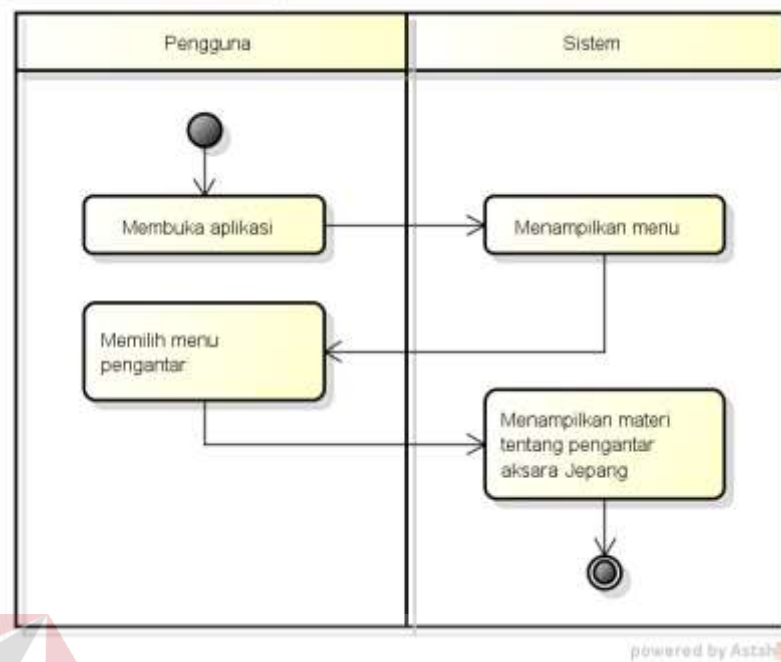 Pengguna
Sistem
Membuka aplikasi
Menampilkan menu
Memilih menu
pengantar
Menampilkan materi
tentang pengantar
aksara Jepang
powered by Astah